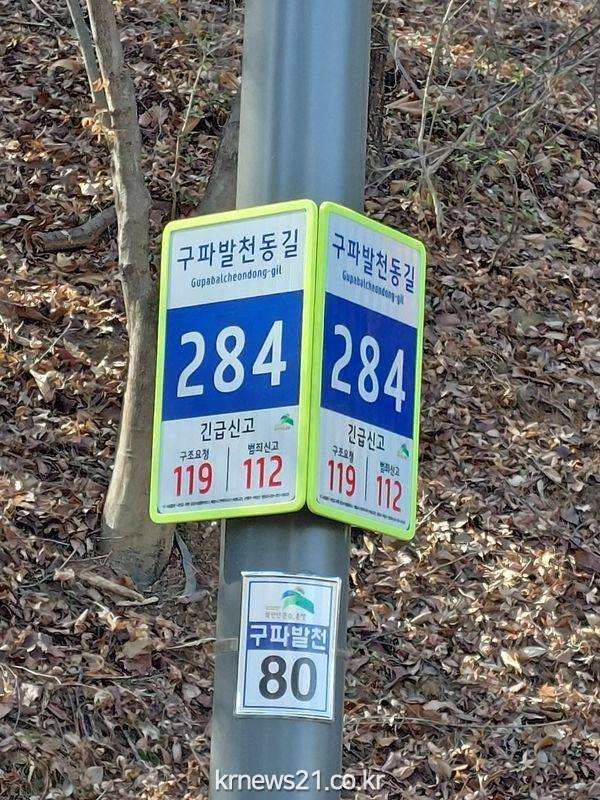 구파발천동길
Gupabalcheondong-gil
284
긴급신고
구조요청
범죄신고
119
112
구파발천동길
Gupabalcheondong-gil
284
긴급신고
구조요청
범죄신고
119
112
구파발천
80
krnews21.co.kr